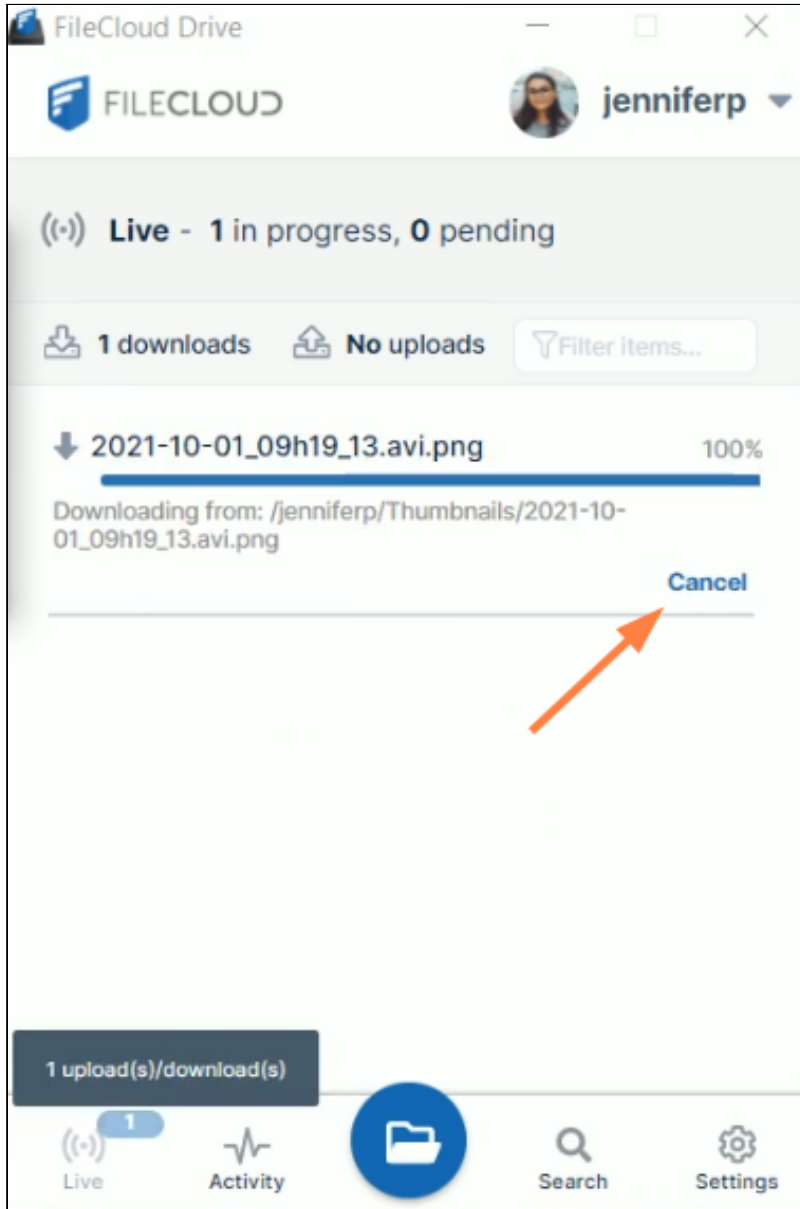 FileCloud Drive
FILECLOUD
jenniferp
Live - 1 in progress, 0 pending
1 downloads No uploads Filter items...
2021-10-01_09h19_13.avi.png 100%
Downloading from: /jenniferp/Thumbnails/2021-10-
01_09h19_13.avi.png
Cancel
1 upload(s)/download(s)
1
Live Activity Search Settings